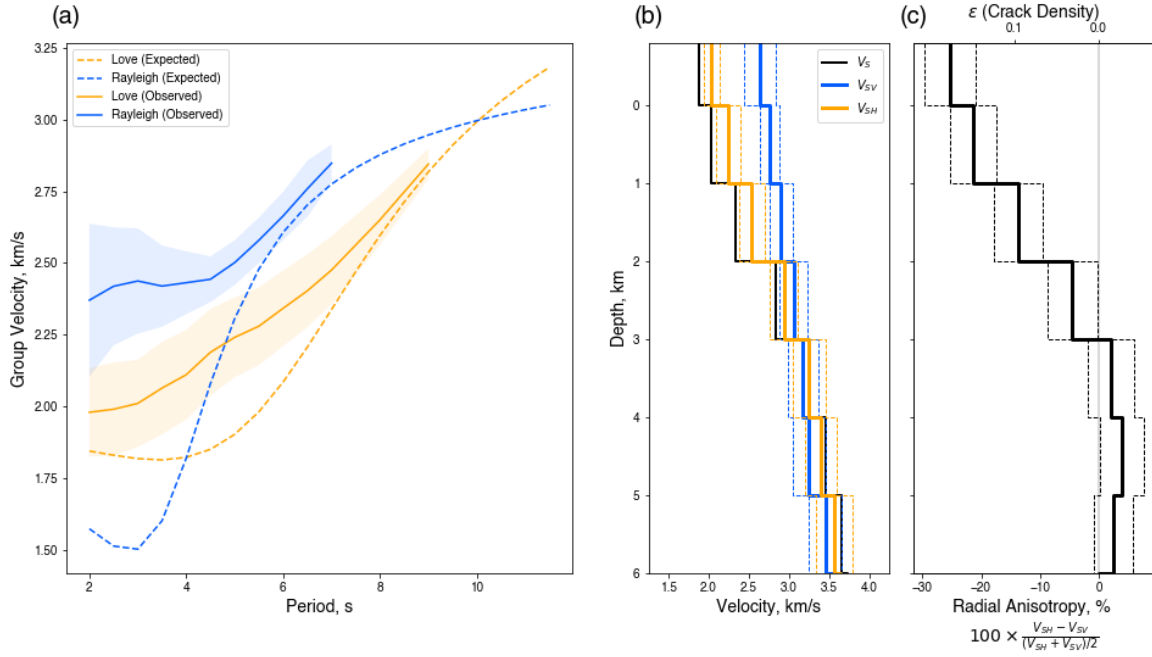 (a)
3.25
3.00
2.75
2.50
2.25
2.00
1.75
1.50
Group Velocity, km/s
Love (Expected)
Rayleigh (Expected)
Love (Observed)
Rayleigh (Observed)
2
4
6
8
10
Period, s
(b)
V_S
V_SV
V_SH
0
1
2
3
4
5
6
Depth, km
1.5
2.0
2.5
3.0
3.5
4.0
Velocity, km/s
(c)
ε (Crack Density)
0.1
0.0
−30
−20
−10
0
Radial Anisotropy, %
100 × (V_SH − V_SV)/((V_SH + V_SV)/2)